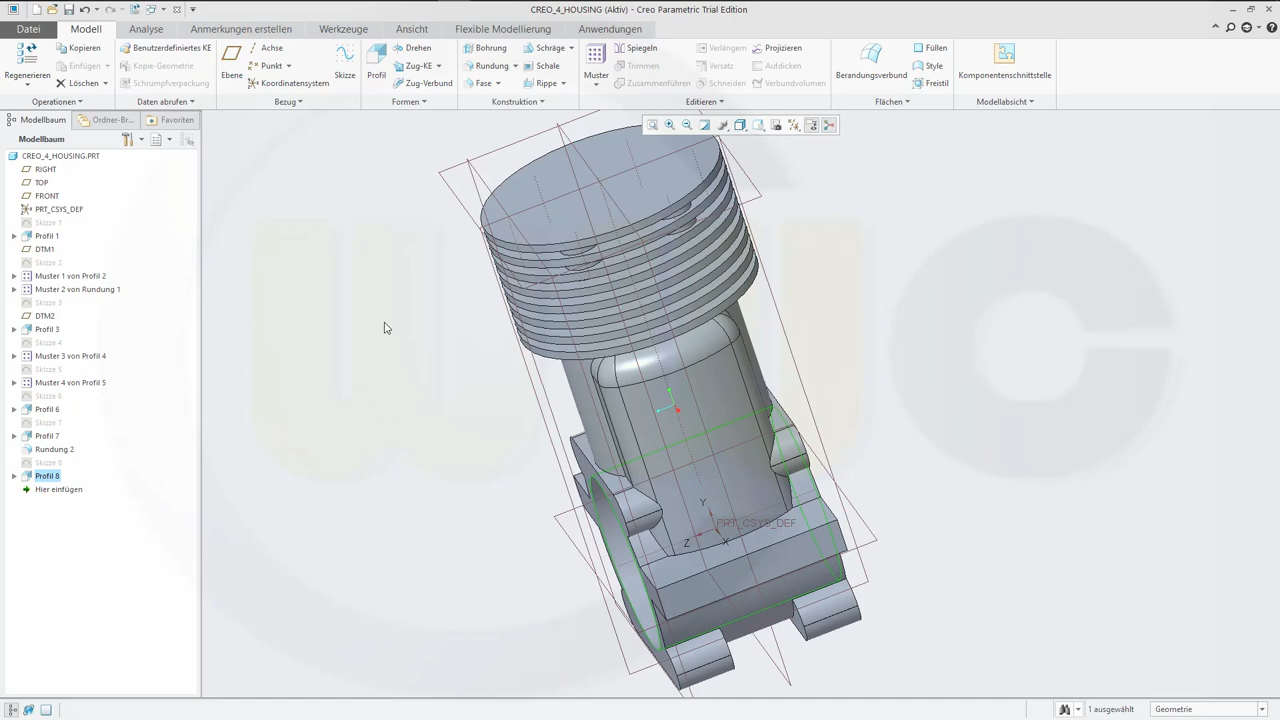 CREO_4_HOUSING (Aktiv) - Creo Parametric Trial Edition
Datei Modell Analyse Anmerkungen erstellen Werkzeuge Ansicht Flexible Modellierung Anwendungen
Regenerieren
Kopieren
Einfügen
Löschen
Operationen
Benutzerdefiniertes KE
Kopie-Geometrie
Schrumpfverpackung
Daten abrufen
Ebene
Achse
Punkt
Koordinatensystem
Skizze
Bezug
Profil
Drehen
Zug-KE
Zug-Verbund
Formen
Bohrung
Rundung
Fase
Schräge
Schale
Rippe
Konstruktion
Muster
Spiegeln
Trimmen
Zusammenführen
Verlängern
Versatz
Schneiden
Projizieren
Aufdicken
Verbundvolumen
Editieren
Berandungsverbund
Füllen
Style
Freistil
Flächen
Komponentenschnittstelle
Modellabsicht
Modellbaum
Ordner-Br...
Favoriten
Modellbaum
CREO_4_HOUSING.PRT
RIGHT
TOP
FRONT
PRT_CSYS_DEF
Skizze 1
Profil 1
DTM1
Skizze 2
Muster 1 von Profil 2
Muster 2 von Rundung 1
Skizze 3
DTM2
Profil 3
Skizze 4
Muster 3 von Profil 4
Skizze 5
Muster 4 von Profil 5
Skizze 6
Profil 6
Skizze 7
Profil 7
Rundung 2
Skizze 8
Profil 8
Hier einfügen
Y
PRT_CSYS_DEF
Z
X
1 ausgewählt
Geometrie